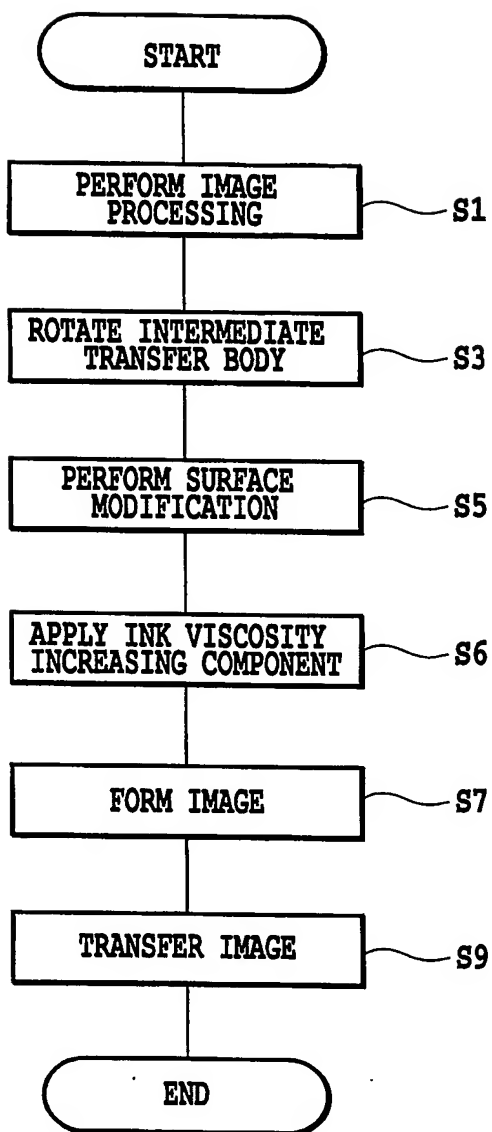 START
PERFORM IMAGE
PROCESSING
S1
ROTATE INTERMEDIATE
TRANSFER BODY
S3
PERFORM SURFACE
MODIFICATION
S5
APPLY INK VISCOSITY
INCREASING COMPONENT
S6
FORM IMAGE
S7
TRANSFER IMAGE
S9
END